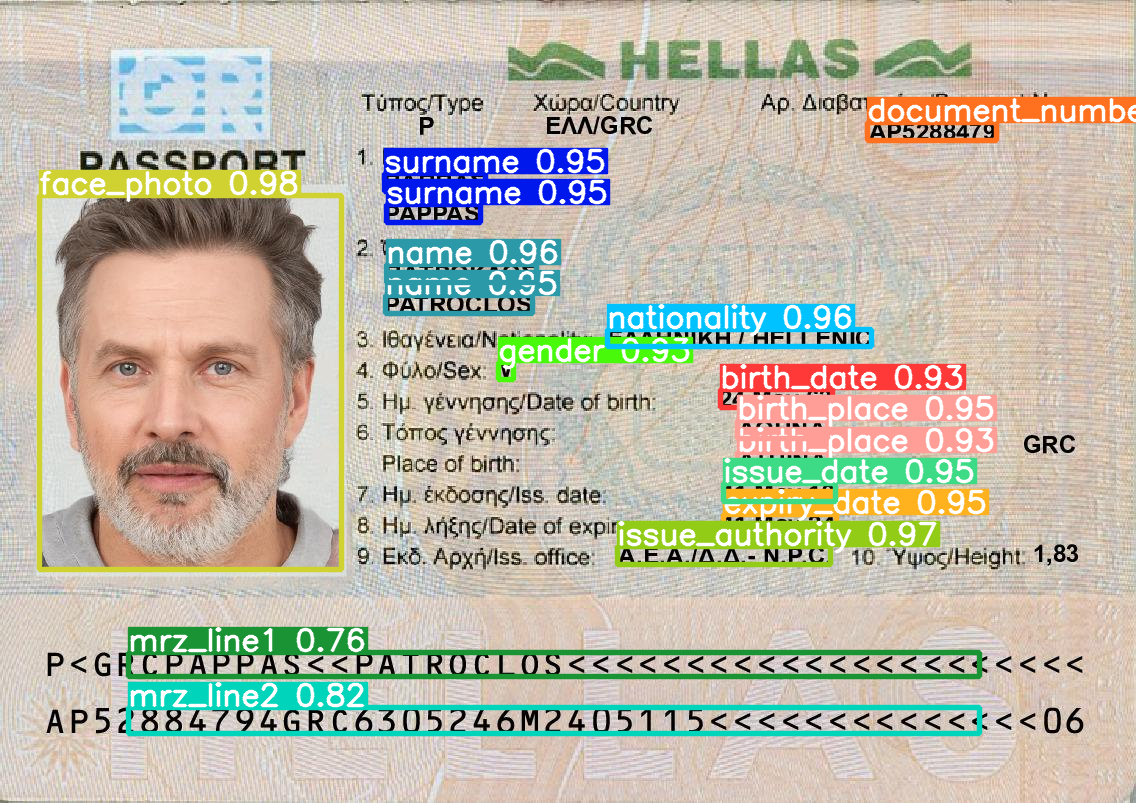 HELLAS
GR
PASSPORT
Τύπος/Type Χώρα/Country Αρ. document_numbe
P ΕΛΛ/GRC AP5288479
1. surname 0.95
surname 0.95
PAPPAS
face_photo 0.98
2. name 0.96
name 0.95
PATROCLOS
nationality 0.96
3. Ιθαγένεια/Nationality ΕΛΛΗΝΙΚΗ / HELLENIC
gender 0.93
4. Φύλο/Sex:
birth_date 0.93
5. Ημ. γέννησης/Date of birth:
birth_place 0.95
6. Τόπος γέννησης:
birth_place 0.93 GRC
Place of birth:
issue_date 0.95
7. Ημ. έκδοσης/Iss. date:
expiry_date 0.95
8. Ημ. λήξης/Date of expir
issue_authority 0.97
9 Εκδ. Αρχή/Iss. office: Α.Ε.Α./Δ.Δ.- N.P.C 10. Ύψος/Height: 1,83
mrz_line1 0.76
P<GRCPAPPAS<<PATROCLOS<<<<<<<<<<<<<<<<<<<<<<
mrz_line2 0.82
AP52884794GRC6305246M2405115<<<<<<<<<<<<<<06
HELLAS